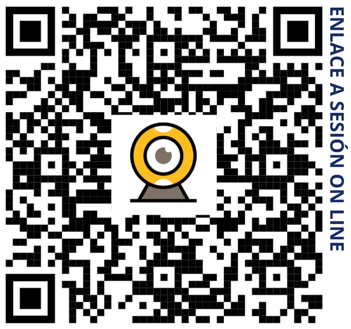 ENLACE A SESIÓN ON LINE